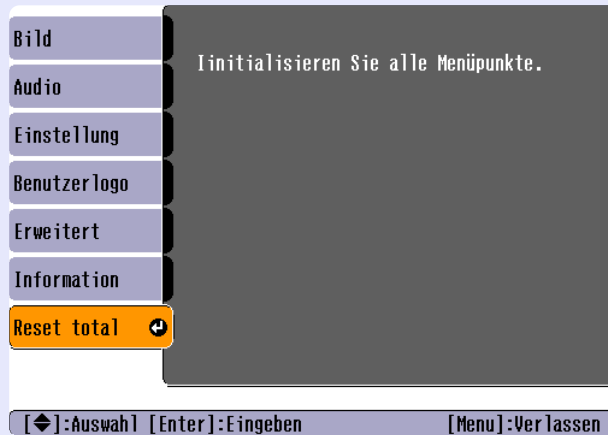 Bild
Audio
Einstellung
Benutzerlogo
Erweitert
Information
Reset total
Iinitialisieren Sie alle Menüpunkte.
[◆]:Auswahl [Enter]:Eingeben [Menu]:Verlassen